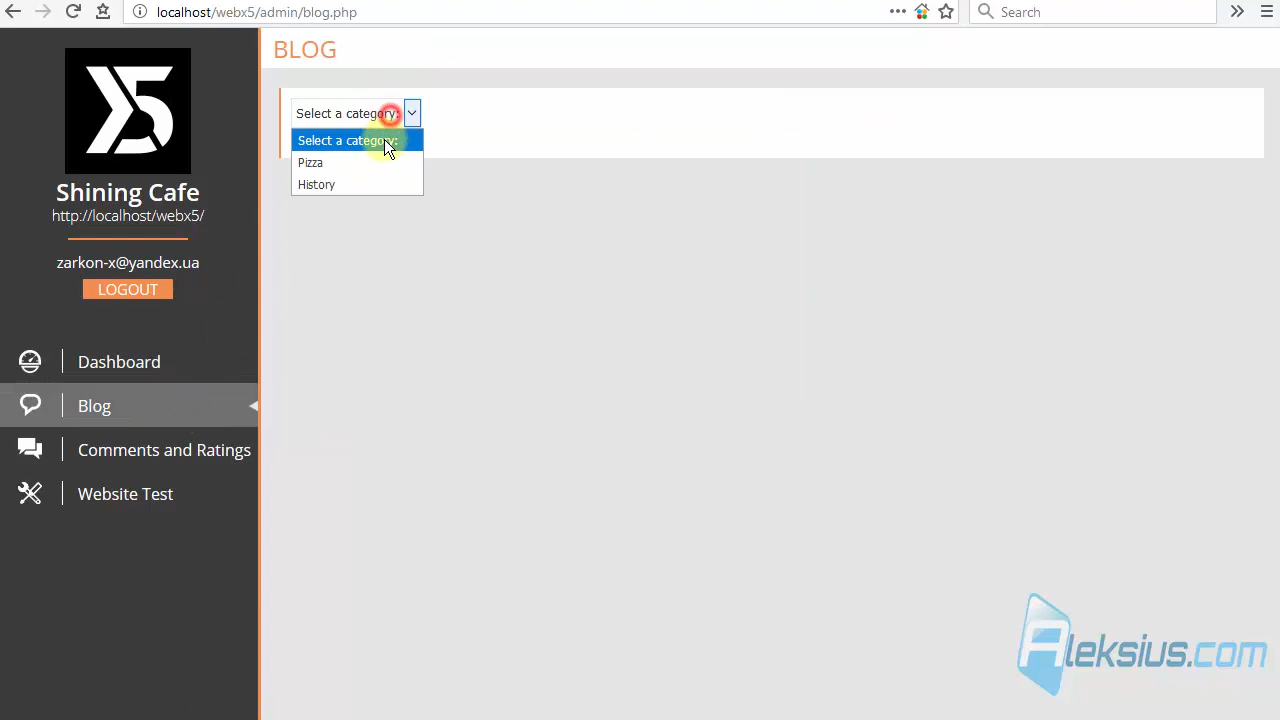 localhost/webx5/admin/blog.php
Search
X5
Shining Cafe
http://localhost/webx5/
zarkon-x@yandex.ua
LOGOUT
Dashboard
Blog
Comments and Ratings
Website Test
BLOG
Select a category:
Select a category:
Pizza
History
Aleksius.com